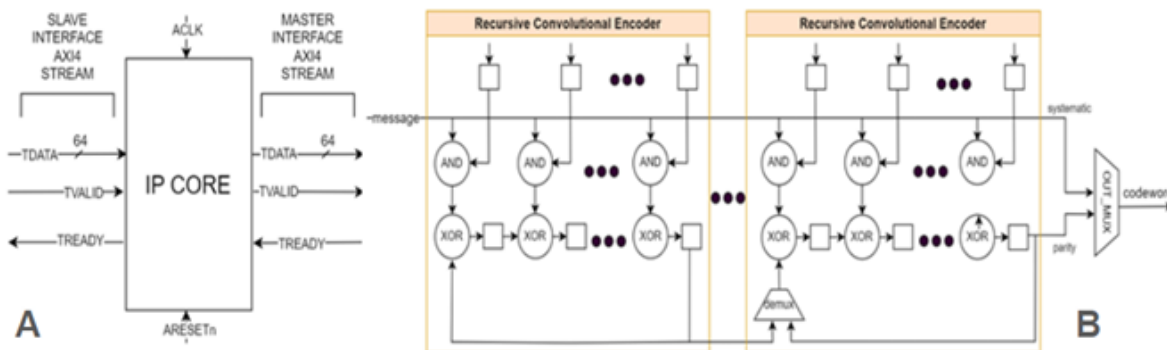 SLAVE
INTERFACE
AXI4
STREAM
ACLK
MASTER
INTERFACE
AXI4
STREAM
64
TDATA
TVALID
TREADY
IP CORE
64
TDATA
TVALID
TREADY
ARESETn
A
Recursive Convolutional Encoder
Recursive Convolutional Encoder
message
systematic
AND
AND
AND
AND
AND
AND
XOR
XOR
XOR
XOR
XOR
XOR
parity
OUT_MUX
codewor
demux
B